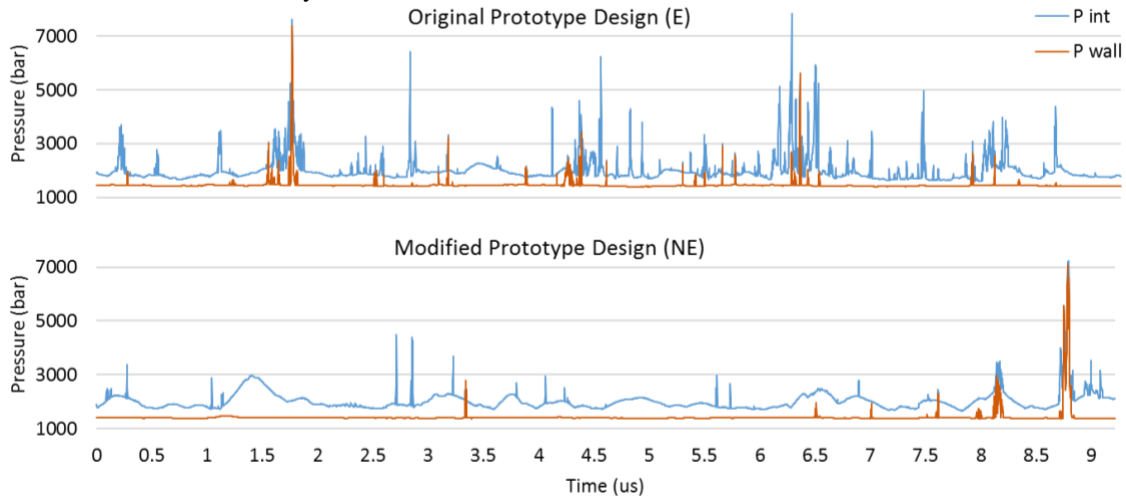 Original Prototype Design (E)
P int
P wall
Pressure (bar)
7000
5000
3000
1000
Modified Prototype Design (NE)
Pressure (bar)
7000
5000
3000
1000
0 0.5 1 1.5 2 2.5 3 3.5 4 4.5 5 5.5 6 6.5 7 7.5 8 8.5 9
Time (us)